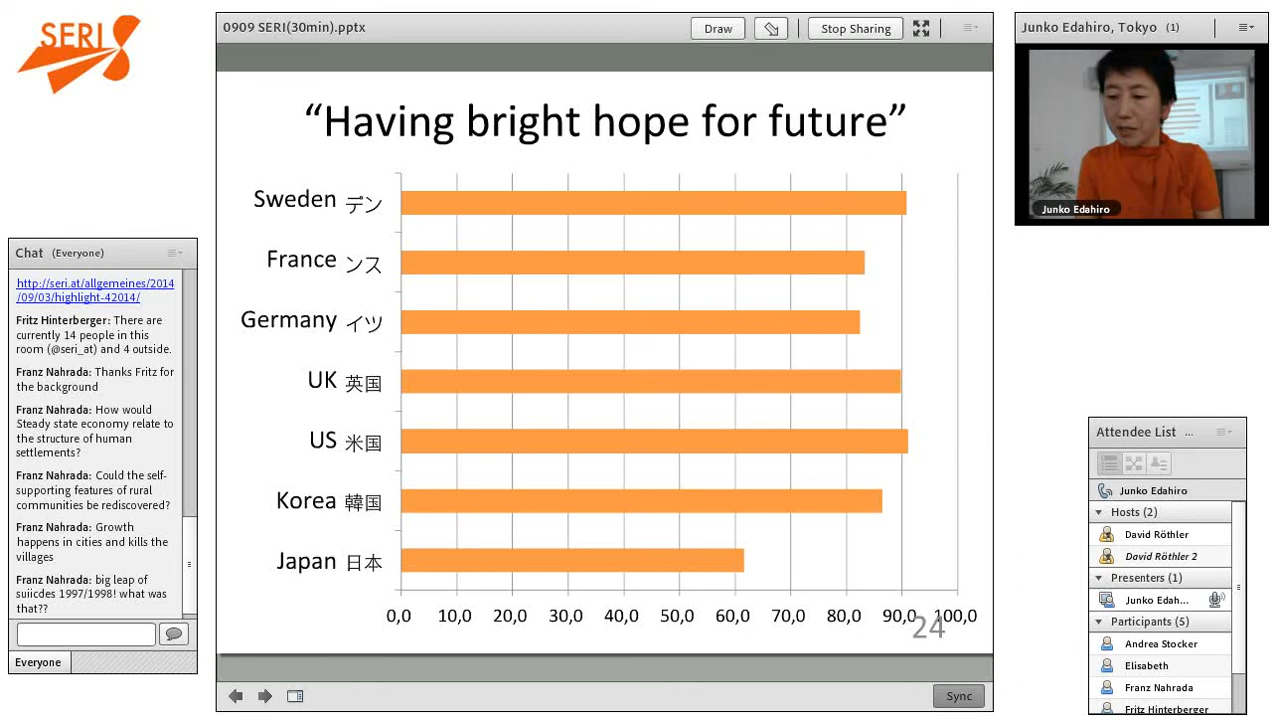 SERI
0909 SERI(30min).pptx
Draw
Stop Sharing
Junko Edahiro, Tokyo (1)
Junko Edahiro
“Having bright hope for future”
Sweden デン
France ンス
Germany イツ
UK 英国
US 米国
Korea 韓国
Japan 日本
0,0 10,0 20,0 30,0 40,0 50,0 60,0 70,0 80,0 90,0 100,0
24
Sync
Chat (Everyone)
http://seri.at/allgemeines/2014
/09/03/highlight-42014/
Fritz Hinterberger: There are
currently 14 people in this
room (@seri_at) and 4 outside.
Franz Nahrada: Thanks Fritz for
the background
Franz Nahrada: How would
Steady state economy relate to
the structure of human
settlements?
Franz Nahrada: Could the self-
supporting features of rural
communities be rediscovered?
Franz Nahrada: Growth
happens in cities and kills the
villages
Franz Nahrada: big leap of
suiicdes 1997/1998! what was
that??
Everyone
Attendee List ...
Junko Edahiro
Hosts (2)
David Röthler
David Röthler 2
Presenters (1)
Junko Edah...
Participants (5)
Andrea Stocker
Elisabeth
Franz Nahrada
Fritz Hinterberger